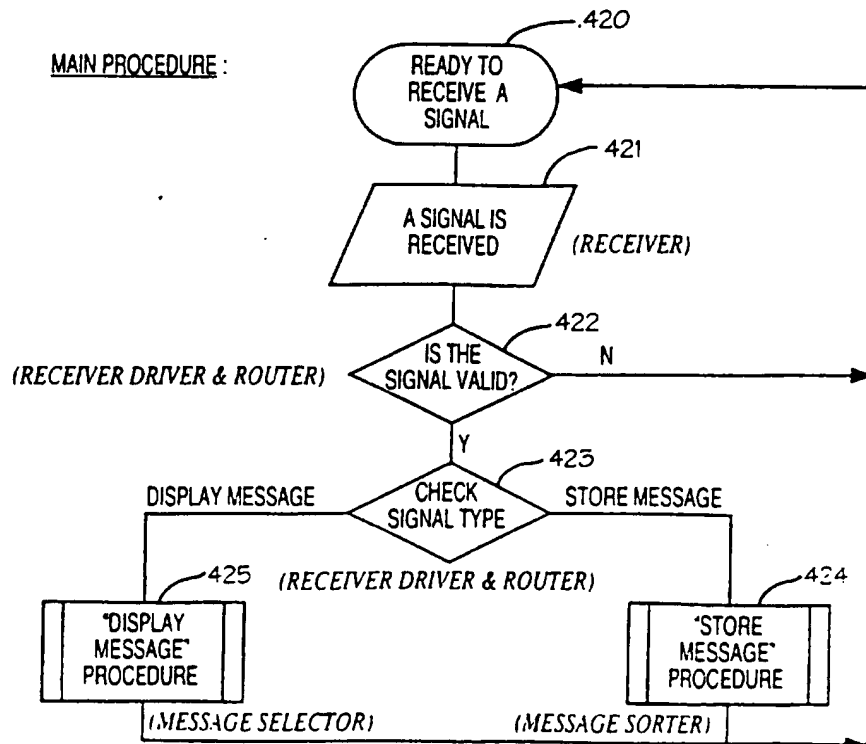 .420
MAIN PROCEDURE :
READY TO
RECEIVE A
SIGNAL
421
A SIGNAL IS
RECEIVED
(RECEIVER)
422
IS THE
SIGNAL VALID?
N
(RECEIVER DRIVER & ROUTER)
Y
423
DISPLAY MESSAGE
CHECK
SIGNAL TYPE
STORE MESSAGE
(RECEIVER DRIVER & ROUTER)
425
424
"DISPLAY
MESSAGE"
PROCEDURE
"STORE
MESSAGE"
PROCEDURE
(MESSAGE SELECTOR)
(MESSAGE SORTER)